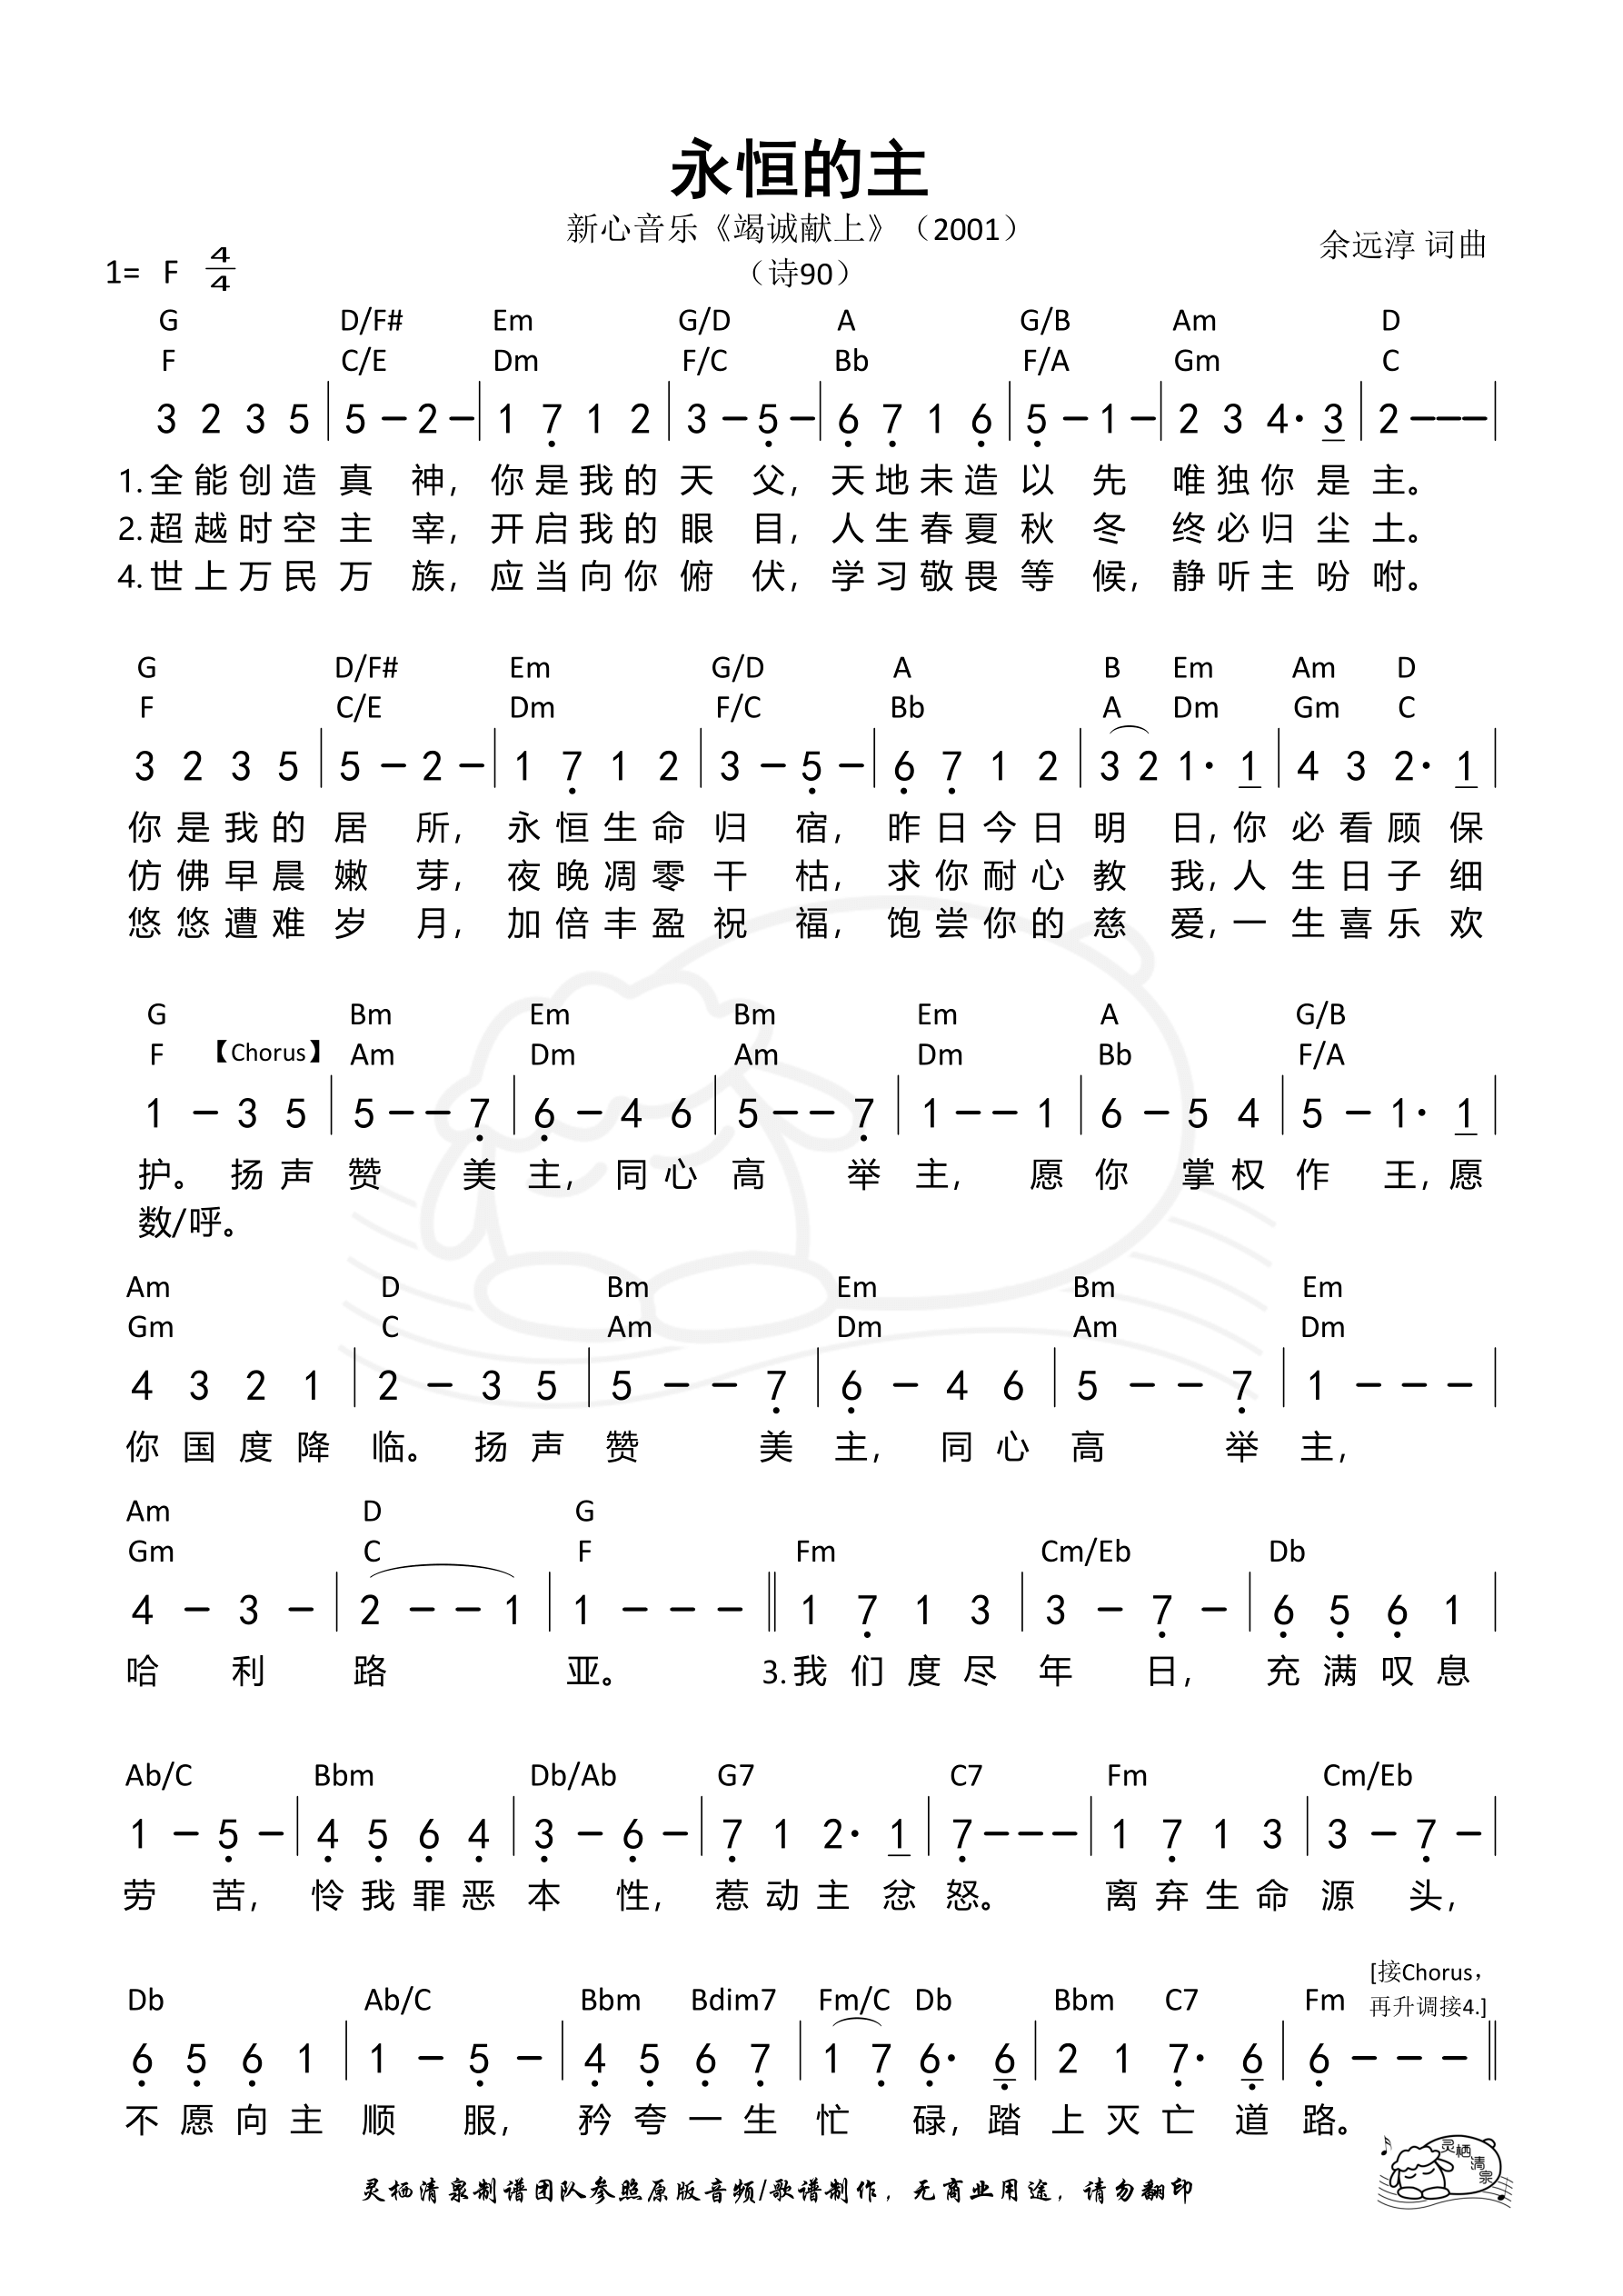 永恒的主
新心音乐《竭诚献上》（2001）
（诗90）
余远淳 词曲
1= F 4/4
G D/F# Em G/D A G/B Am D
F C/E Dm F/C Bb F/A Gm C
3 2 3 5 | 5 – 2 – | 1 7 1 2 | 3 – 5 – | 6 7 1 6 | 5 – 1 – | 2 3 4· 3 | 2 – – – |
1. 全能创造真神，你是我的天父，天地未造以先 唯独你是主。
2. 超越时空主宰，开启我的眼目，人生春夏秋冬 终必归尘土。
4. 世上万民万族，应当向你俯伏，学习敬畏等候，静听主吩咐。
G D/F# Em G/D A B Em Am D
F C/E Dm F/C Bb A Dm Gm C
3 2 3 5 | 5 – 2 – | 1 7 1 2 | 3 – 5 – | 6 7 1 2 | 3 2 1· 1 | 4 3 2· 1 |
你是我的居所，永恒生命归宿，昨日今日明日，你必看顾保
仿佛早晨嫩芽，夜晚凋零干枯，求你耐心教我，人生日子细
悠悠遭难岁月，加倍丰盈祝福，饱尝你的慈爱，一生喜乐欢
G Bm Em Bm Em A G/B
F 【Chorus】 Am Dm Am Dm Bb F/A
1 – 3 5 | 5 – – 7 | 6 – 4 6 | 5 – – 7 | 1 – – 1 | 6 – 5 4 | 5 – 1· 1 |
护。扬声赞美主，同心高举主，愿你掌权作王，愿
数/呼。
Am D Bm Em Bm Em
Gm C Am Dm Am Dm
4 3 2 1 | 2 – 3 5 | 5 – – 7 | 6 – 4 6 | 5 – – 7 | 1 – – – |
你国度降临。扬声赞美主，同心高举主，
Am D G
Gm C F Fm Cm/Eb Db
4 – 3 – | 2 – – 1 | 1 – – – || 1 7 1 3 | 3 – 7 – | 6 5 6 1 |
哈利路亚。 3. 我们度尽年日，充满叹息
Ab/C Bbm Db/Ab G7 C7 Fm Cm/Eb
1 – 5 – | 4 5 6 4 | 3 – 6 – | 7 1 2· 1 | 7 – – – | 1 7 1 3 | 3 – 7 – |
劳苦，怜我罪恶本性，惹动主忿怒。离弃生命源头，
[接Chorus，
再升调接4.]
Db Ab/C Bbm Bdim7 Fm/C Db Bbm C7 Fm
6 5 6 1 | 1 – 5 – | 4 5 6 7 | 1 7 6· 6 | 2 1 7· 6 | 6 – – – ||
不愿向主顺服，矜夸一生忙碌，踏上灭亡道路。
灵栖清泉
灵栖清泉制谱团队参照原版音频/歌谱制作，无商业用途，请勿翻印